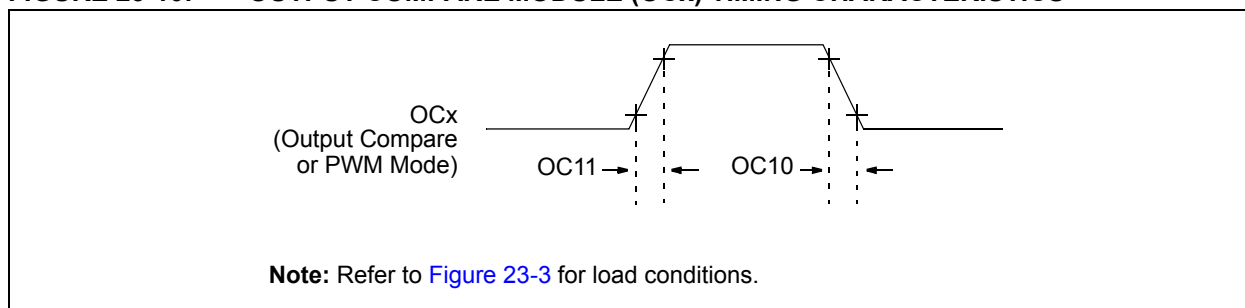 OCx
(Output Compare
or PWM Mode)
OC11
OC10
Note: Refer to Figure 23-3 for load conditions.